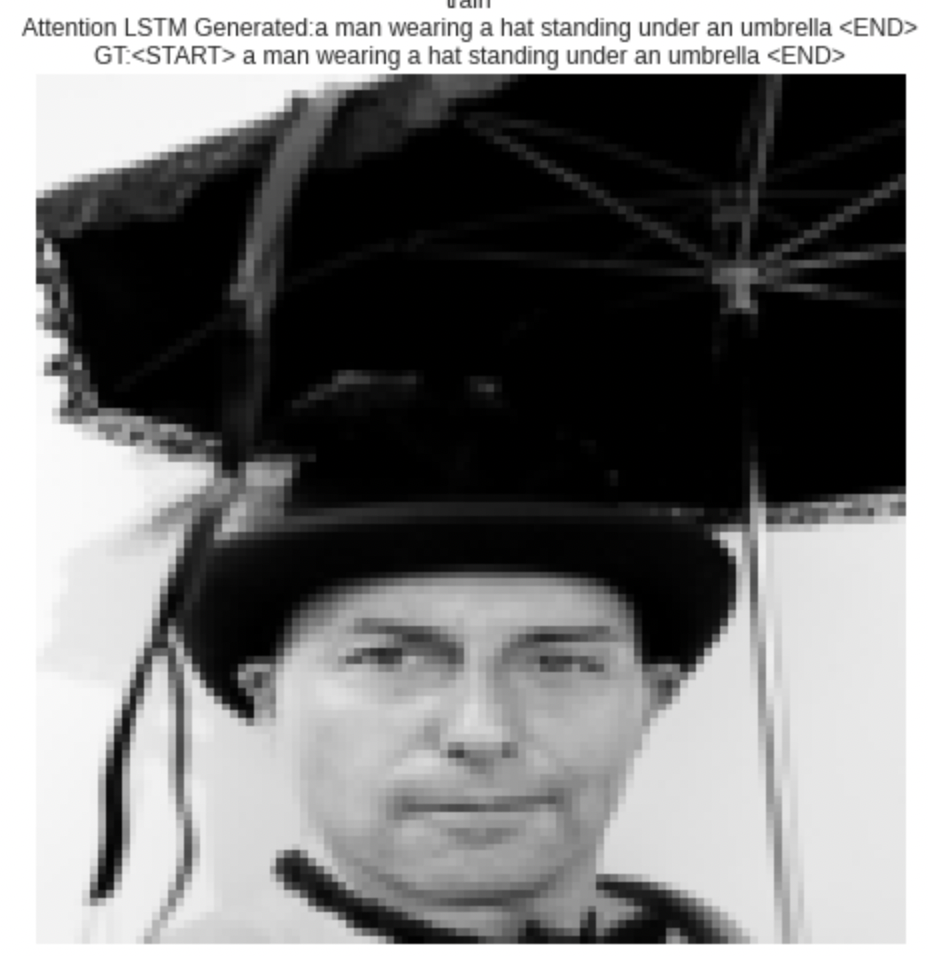 train
Attention LSTM Generated:a man wearing a hat standing under an umbrella <END>
GT:<START> a man wearing a hat standing under an umbrella <END>